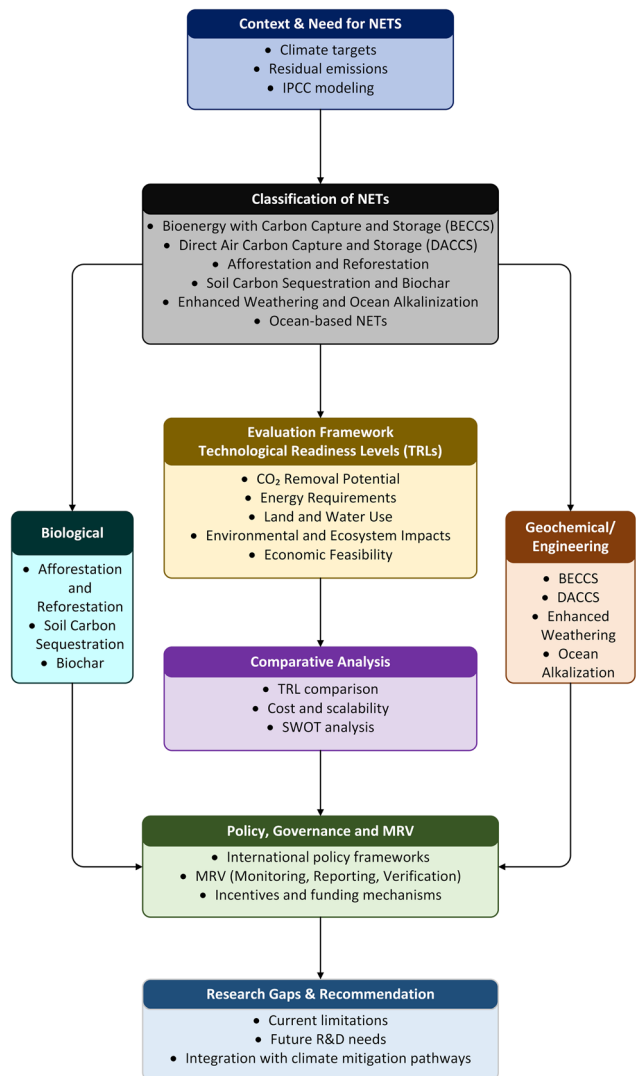 Context & Need for NETS
• Climate targets
• Residual emissions
• IPCC modeling
Classification of NETs
• Bioenergy with Carbon Capture and Storage (BECCS)
• Direct Air Carbon Capture and Storage (DACCS)
• Afforestation and Reforestation
• Soil Carbon Sequestration and Biochar
• Enhanced Weathering and Ocean Alkalinization
• Ocean-based NETs
Evaluation Framework
Technological Readiness Levels (TRLs)
• CO₂ Removal Potential
• Energy Requirements
• Land and Water Use
• Environmental and Ecosystem Impacts
• Economic Feasibility
Biological
• Afforestation
and
Reforestation
• Soil Carbon
Sequestration
• Biochar
Geochemical/
Engineering
• BECCS
• DACCS
• Enhanced
Weathering
• Ocean
Alkalization
Comparative Analysis
• TRL comparison
• Cost and scalability
• SWOT analysis
Policy, Governance and MRV
• International policy frameworks
• MRV (Monitoring, Reporting, Verification)
• Incentives and funding mechanisms
Research Gaps & Recommendation
• Current limitations
• Future R&D needs
• Integration with climate mitigation pathways